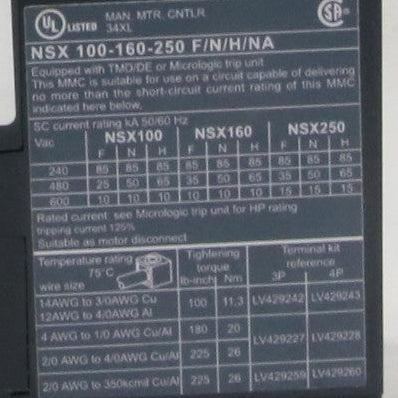 UL LISTED MAN. MTR. CNTLR. 34XL SA
NSX 100-160-250 F/N/H/NA
Equipped with TMD/DE or Micrologic trip unit
This MMC is suitable for use on a circuit capable of delivering
no more than the short-circuit current rating of this MMC
indicated here below.
SC current rating kA 50/60 Hz
Vac NSX100 NSX160 NSX250
F N H F N H F N H
240 85 85 85 85 85 85 85 85 85
480 25 50 65 35 50 65 35 50 65
600 10 10 10 10 10 10 15 15 15
Rated current see Micrologic trip unit for HP rating
tripping current 125%
Suitable as motor disconnect
Temperature rating 75°C wire size Tightening torque lb-inch Nm Terminal kit reference 3P 4P
14AWG to 3/0AWG Cu
12AWG to 4/0AWG Al 100 11,3 LV429242 LV429243
4 AWG to 1/0 AWG Cu/Al 180 20
LV429227 LV429228
2/0 AWG to 4/0AWG Cu/Al 225 26
2/0 AWG to 350kcmil Cu/Al 225 26 LV429259 LV429260